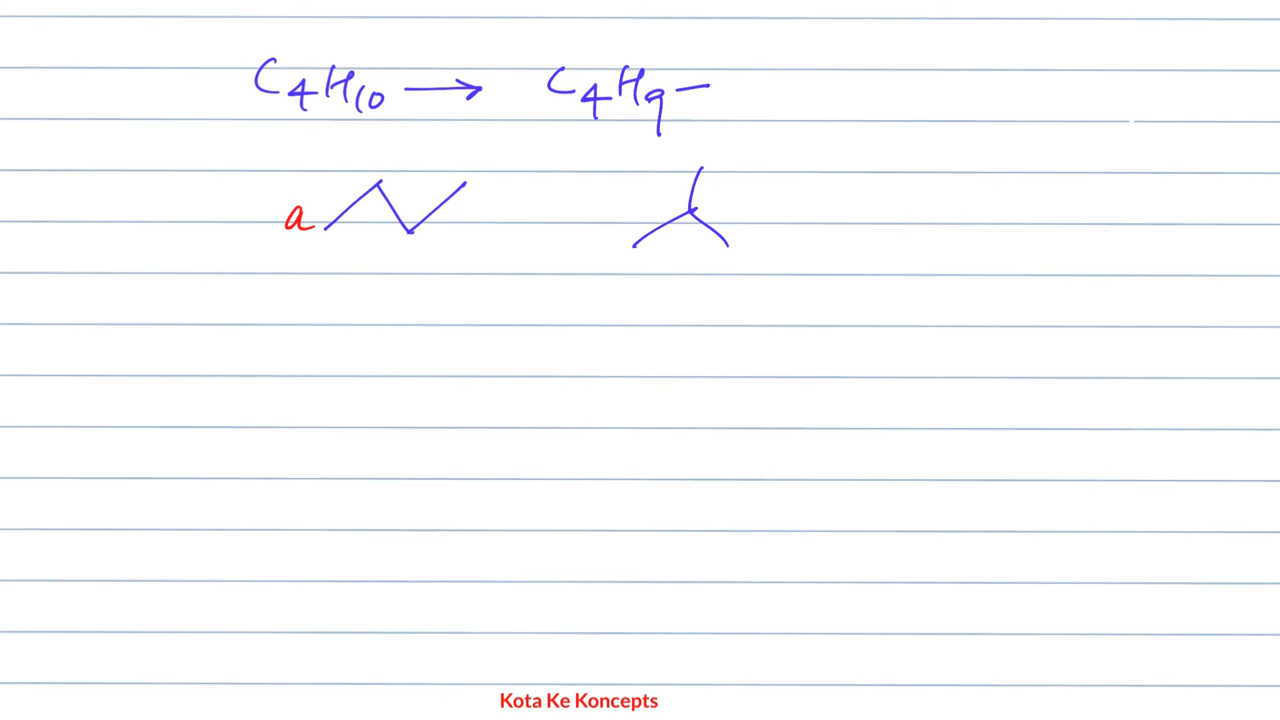 C₄H₁₀ → C₄H₉ –
a
Kota Ke Koncepts